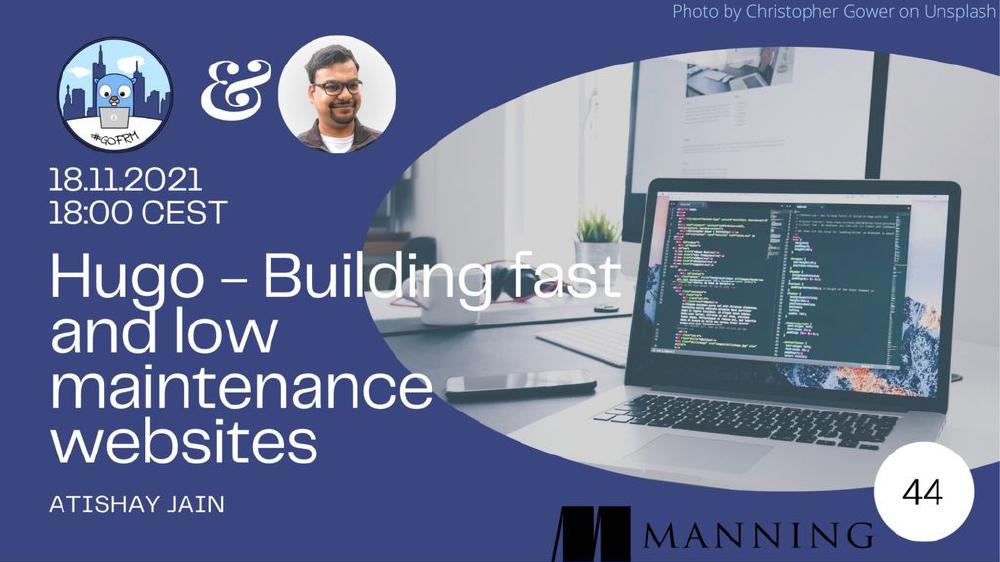 Photo by Christopher Gower on Unsplash
&
#GOFRM
18.11.2021
18:00 CEST
Hugo – Building fast
and low
maintenance
websites
ATISHAY JAIN
44
MANNING